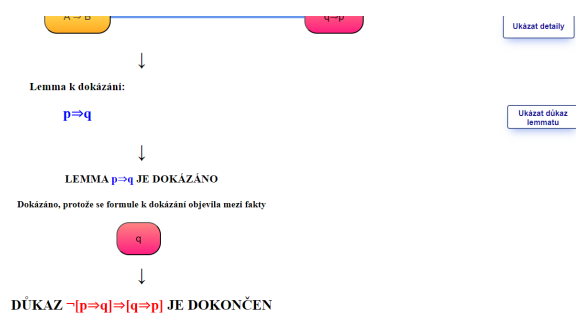 A → B
q→p
Ukázat detaily
↓
Lemma k dokázání:
p⇒q
Ukázat důkaz
lemmatu
↓
LEMMA p⇒q JE DOKÁZÁNO
Dokázáno, protože se formule k dokázání objevila mezi fakty
q
↓
DŮKAZ ¬[p⇒q]⇒[q⇒p] JE DOKONČEN